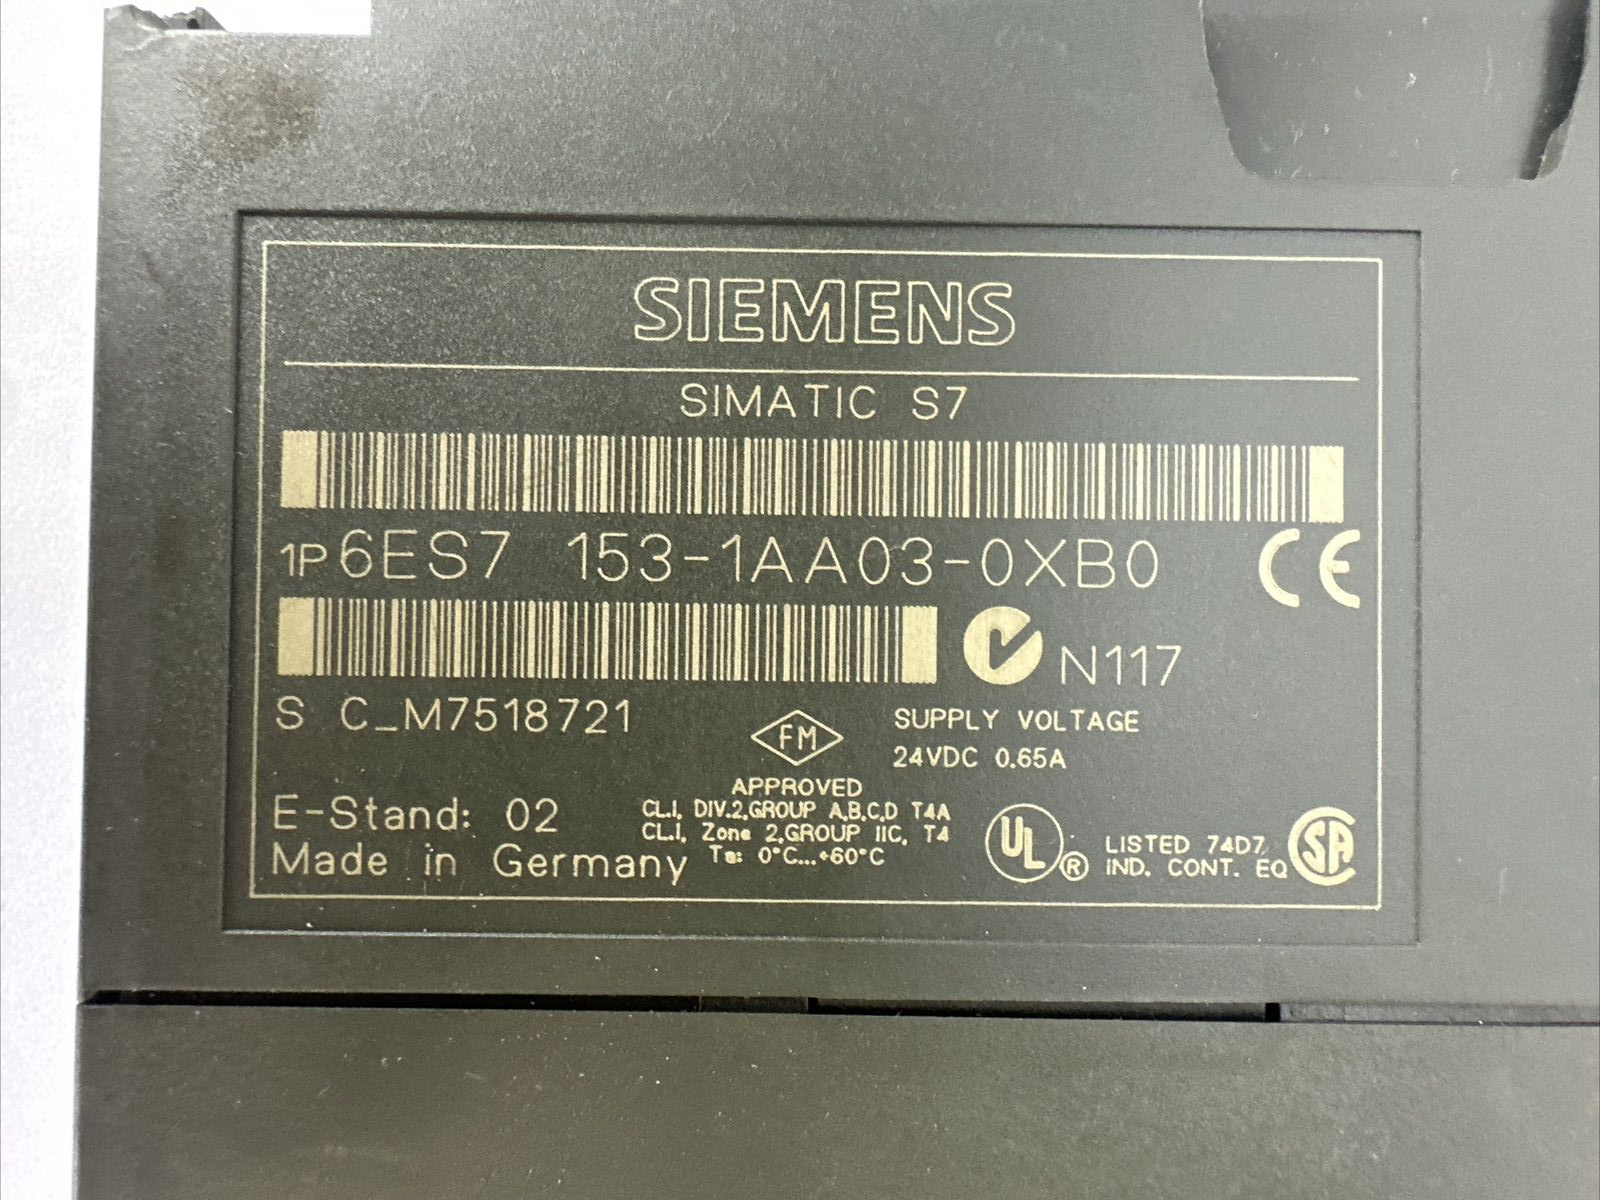 SIEMENS
SIMATIC S7
1P 6ES7 153-1AA03-0XB0
CE
N117
S C_M7518721
FM
APPROVED
CL.I, DIV.2,GROUP A,B,C,D T4A
CL.I, Zone 2,GROUP IIC, T4
Ta: 0°C...+60°C
SUPPLY VOLTAGE
24VDC 0.65A
E-Stand: 02
Made in Germany
UL ®
LISTED 74D7
IND. CONT. EQ
SA